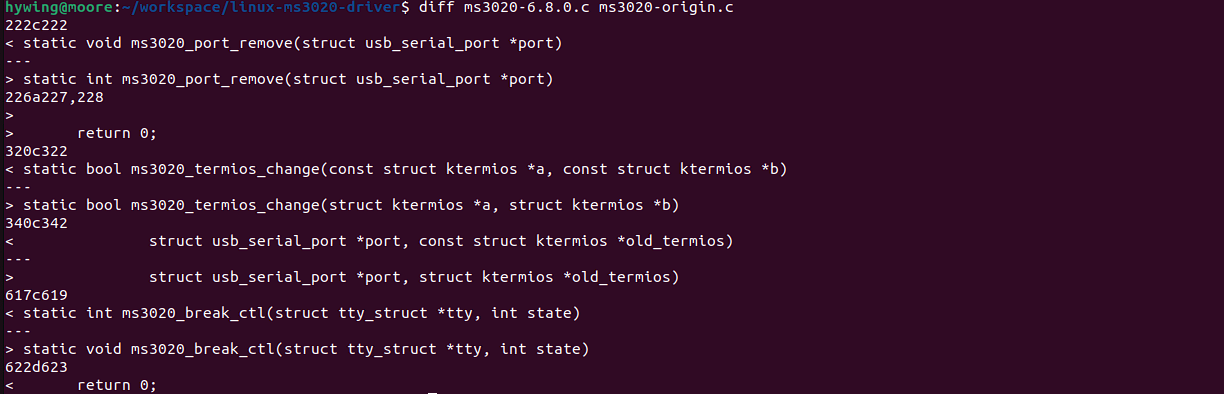 hywing@moore:~/workspace/linux-ms3020-driver$ diff ms3020-6.8.0.c ms3020-origin.c
222c222
< static void ms3020_port_remove(struct usb_serial_port *port)
---
> static int ms3020_port_remove(struct usb_serial_port *port)
226a227,228
>
>       return 0;
320c322
< static bool ms3020_termios_change(const struct ktermios *a, const struct ktermios *b)
---
> static bool ms3020_termios_change(struct ktermios *a, struct ktermios *b)
340c342
<               struct usb_serial_port *port, const struct ktermios *old_termios)
---
>               struct usb_serial_port *port, struct ktermios *old_termios)
617c619
< static int ms3020_break_ctl(struct tty_struct *tty, int state)
---
> static void ms3020_break_ctl(struct tty_struct *tty, int state)
622d623
<       return 0;